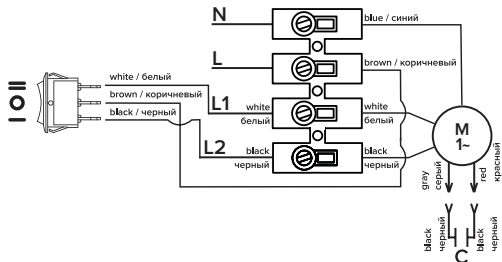 N
blue / синий
L
brown / коричневый
white / белый
brown / коричневый
black / черный
L1
white
белый
white
белый
L2
black
черный
black
черный
M
1~
gray
серый
red
красный
black
черный
black
черный
C
I
O
II